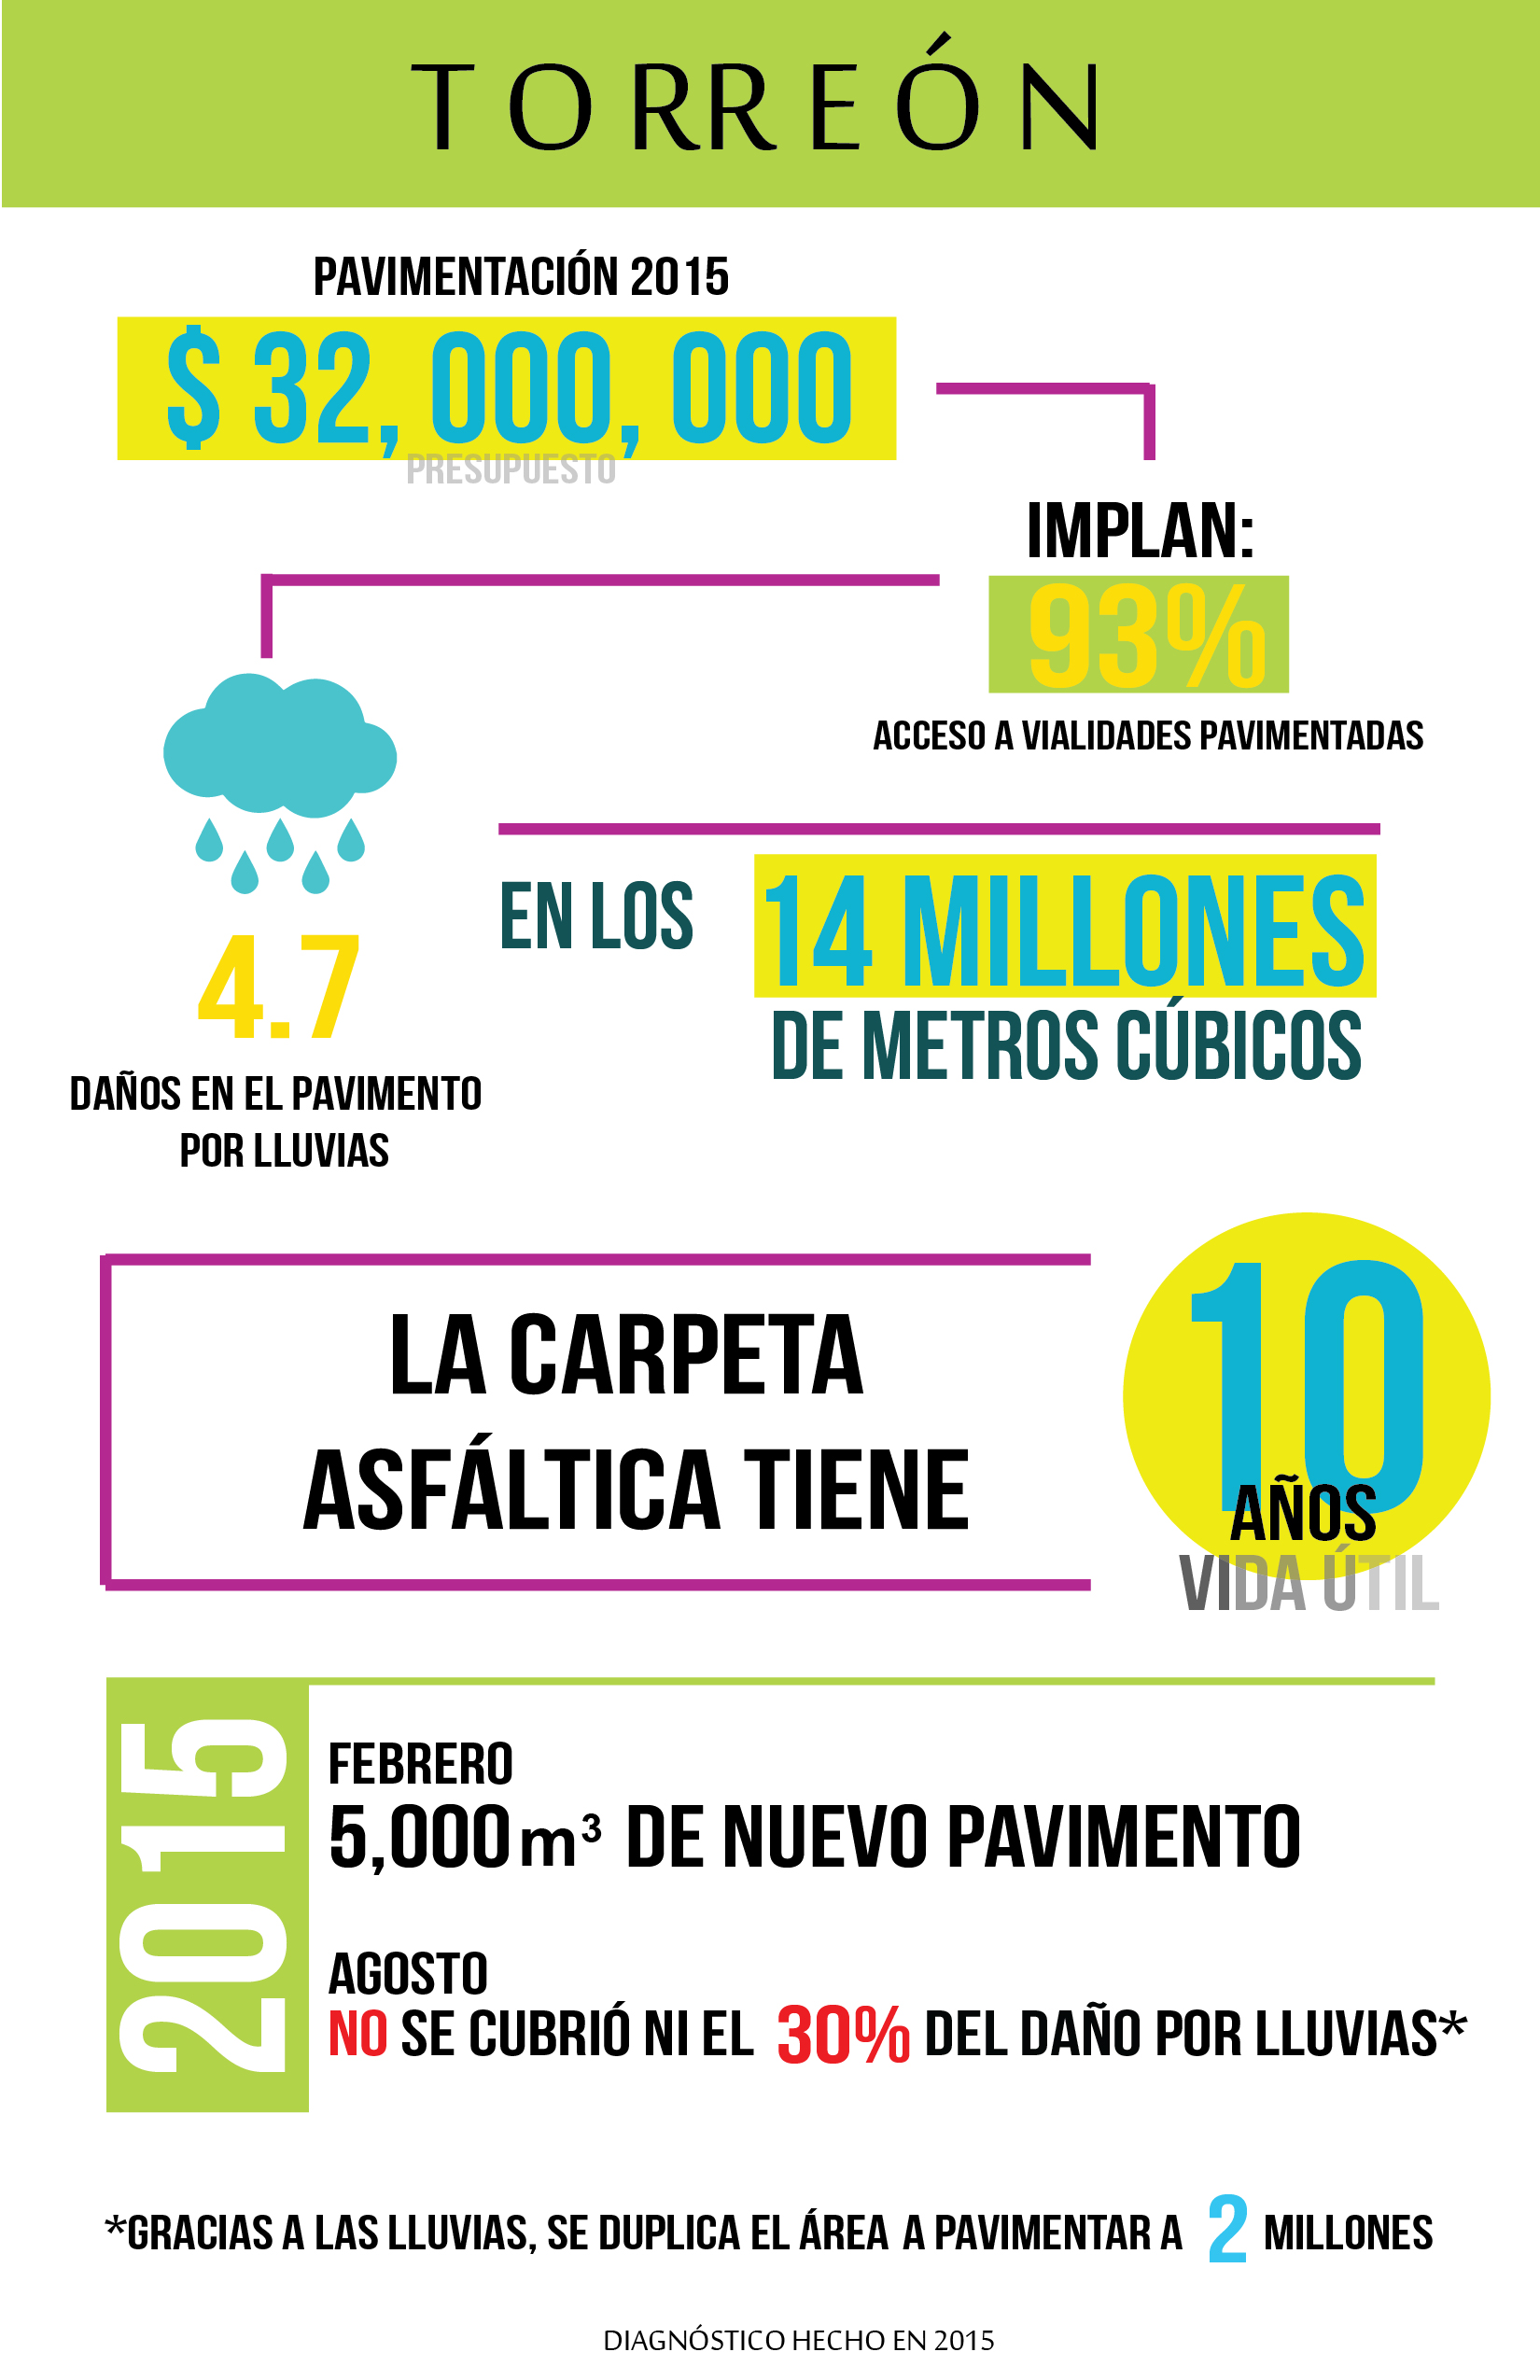 TORREÓN
PAVIMENTACIÓN 2015
$ 32, 000, 000
PRESUPUESTO
IMPLAN:
93%
ACCESO A VIALIDADES PAVIMENTADAS
4.7
DAÑOS EN EL PAVIMENTO
POR LLUVIAS
EN LOS
14 MILLONES
DE METROS CÚBICOS
LA CARPETA
ASFÁLTICA TIENE
10
AÑOS
VIDA ÚTIL
2015
FEBRERO
5,000 m³ DE NUEVO PAVIMENTO
AGOSTO
NO SE CUBRIÓ NI EL 30% DEL DAÑO POR LLUVIAS*
*GRACIAS A LAS LLUVIAS, SE DUPLICA EL ÁREA A PAVIMENTAR A 2 MILLONES
DIAGNÓSTICO HECHO EN 2015